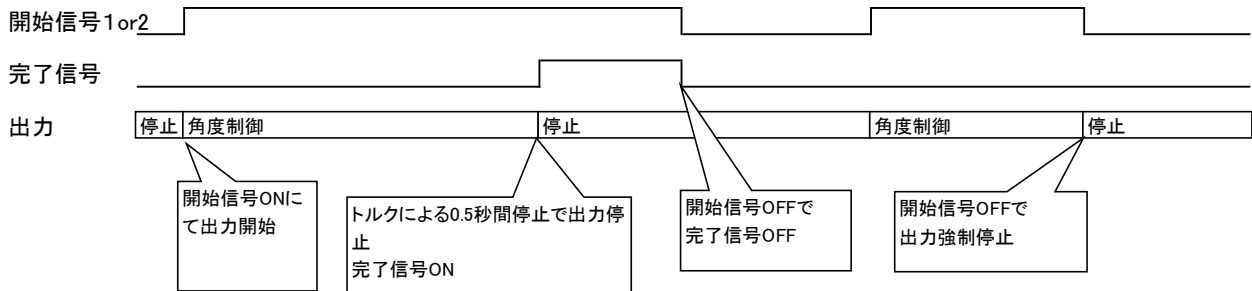 開始信号1or2
完了信号
出力
停止
角度制御
停止
角度制御
停止
開始信号ONに
て出力開始
トルクによる0.5秒間停止で出力停
止
完了信号ON
開始信号OFFで
完了信号OFF
開始信号OFFで
出力強制停止